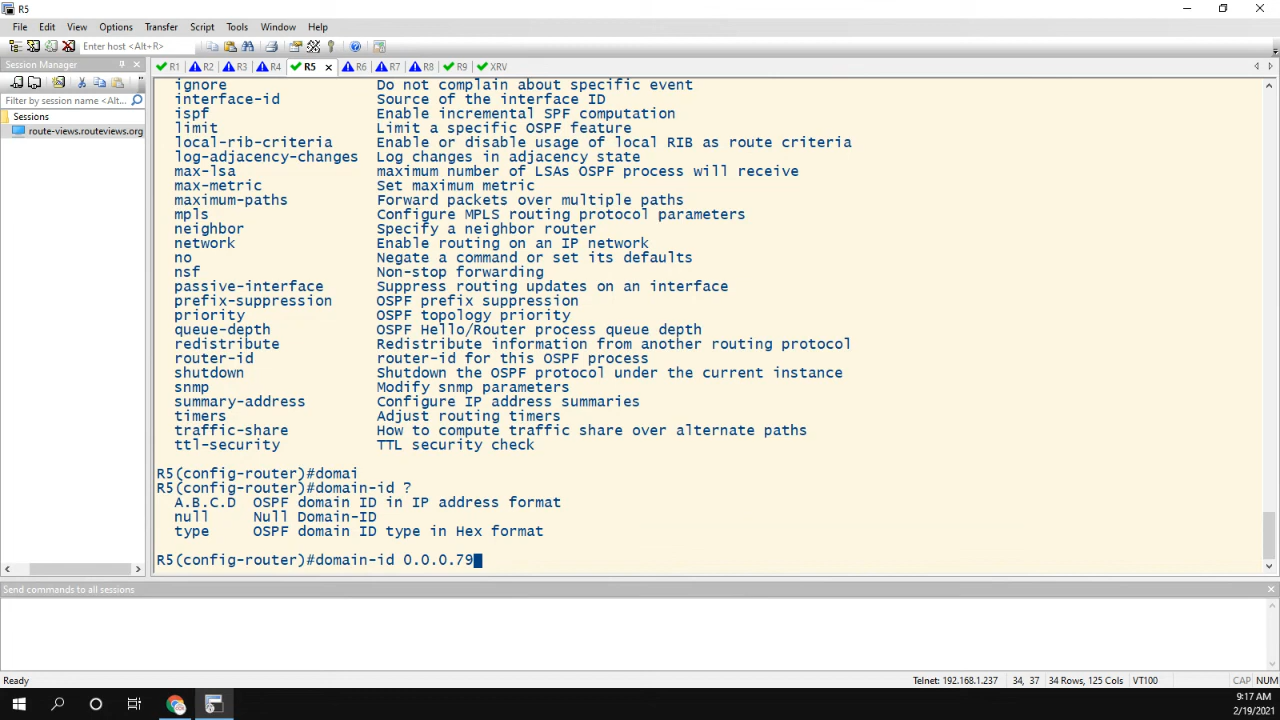 R5
File Edit View Options Transfer Script Tools Window Help
Enter host <Alt+R>
Session Manager
R1 R2 R3 R4 R5 R6 R7 R8 R9 XRV
Filter by session name <Alt...
Sessions
route-views.routeviews.org
ignore Do not complain about specific event
interface-id Source of the interface ID
ispf Enable incremental SPF computation
limit Limit a specific OSPF feature
local-rib-criteria Enable or disable usage of local RIB as route criteria
log-adjacency-changes Log changes in adjacency state
max-lsa maximum number of LSAs OSPF process will receive
max-metric Set maximum metric
maximum-paths Forward packets over multiple paths
mpls Configure MPLS routing protocol parameters
neighbor Specify a neighbor router
network Enable routing on an IP network
no Negate a command or set its defaults
nsf Non-stop forwarding
passive-interface Suppress routing updates on an interface
prefix-suppression OSPF prefix suppression
priority OSPF topology priority
queue-depth OSPF Hello/Router process queue depth
redistribute Redistribute information from another routing protocol
router-id router-id for this OSPF process
shutdown Shutdown the OSPF protocol under the current instance
snmp Modify snmp parameters
summary-address Configure IP address summaries
timers Adjust routing timers
traffic-share How to compute traffic share over alternate paths
ttl-security TTL security check
R5(config-router)#domai
R5(config-router)#domain-id ?
A.B.C.D OSPF domain ID in IP address format
null Null Domain-ID
type OSPF domain ID type in Hex format
R5(config-router)#domain-id 0.0.0.79
Send commands to all sessions
Ready Telnet: 192.168.1.237 34, 37 34 Rows, 125 Cols VT100 CAP NUM
9:17 AM
2/19/2021